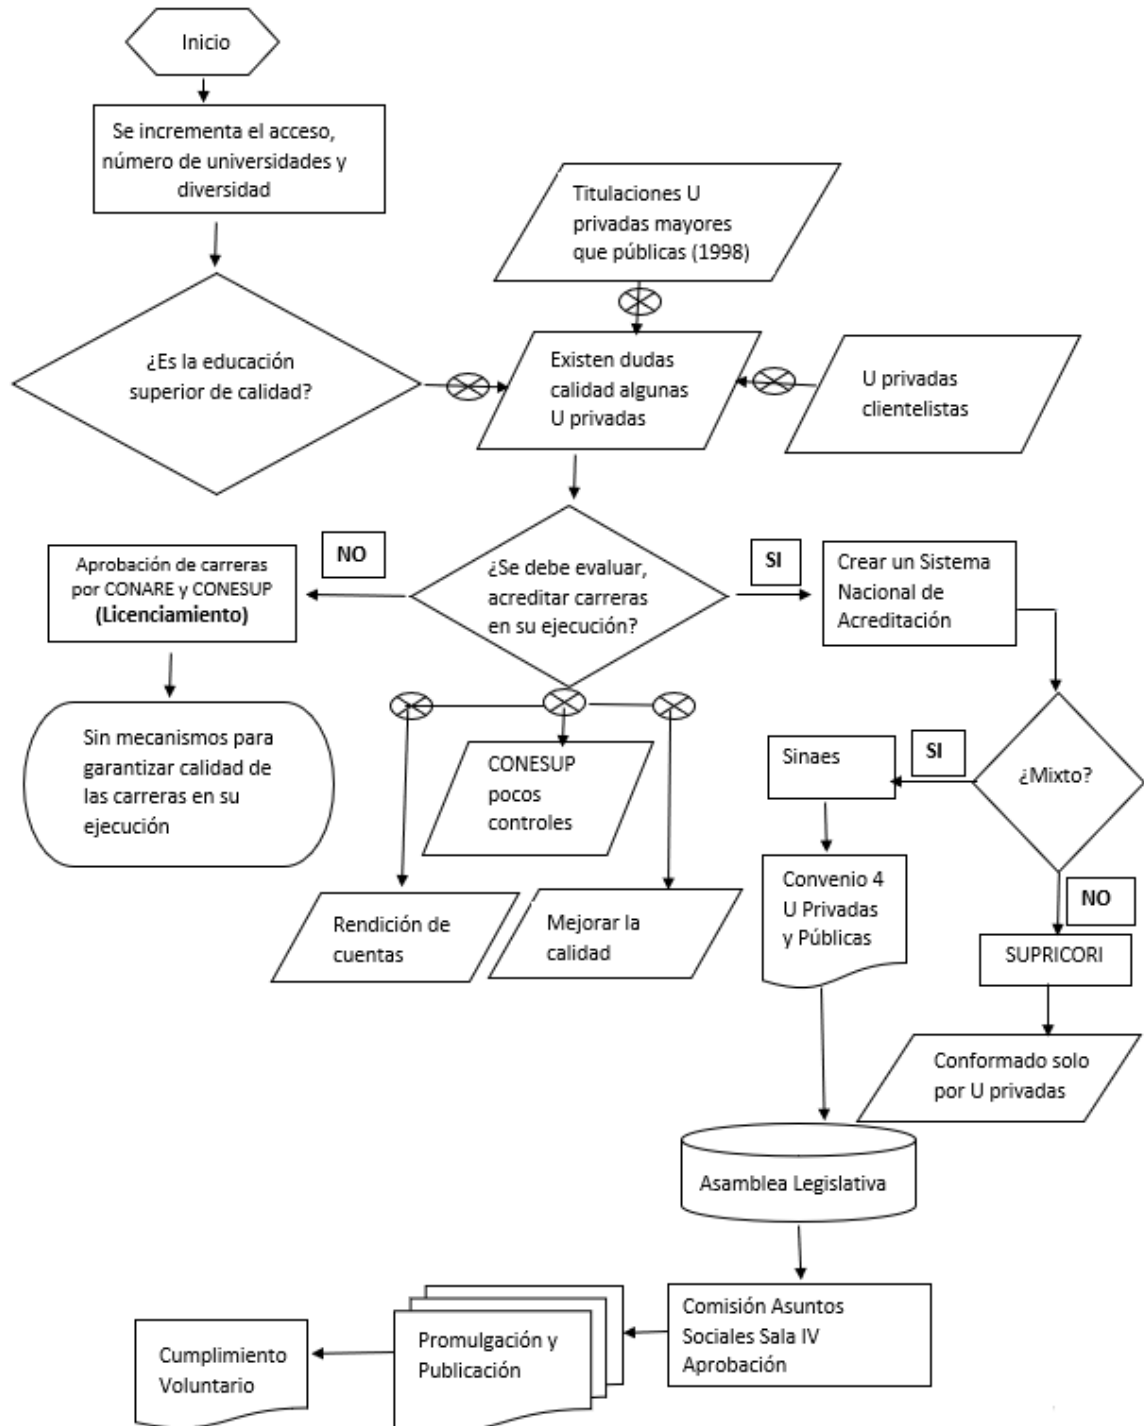 Inicio
Se incrementa el acceso,
número de universidades y
diversidad
Titulaciones U
privadas mayores
que públicas (1998)
¿Es la educación
superior de calidad?
Existen dudas
calidad algunas
U privadas
U privadas
clientelistas
Aprobación de carreras
por CONARE y CONESUP
(Licenciamiento)
NO
¿Se debe evaluar,
acreditar carreras
en su ejecución?
SI
Crear un Sistema
Nacional de
Acreditación
Sin mecanismos para
garantizar calidad de
las carreras en su
ejecución
CONESUP
pocos
controles
Sinaes
SI
¿Mixto?
Rendición de
cuentas
Mejorar la
calidad
Convenio 4
U Privadas
y Públicas
NO
SUPRICORI
Conformado solo
por U privadas
Asamblea Legislativa
Comisión Asuntos
Sociales Sala IV
Aprobación
Promulgación y
Publicación
Cumplimiento
Voluntario